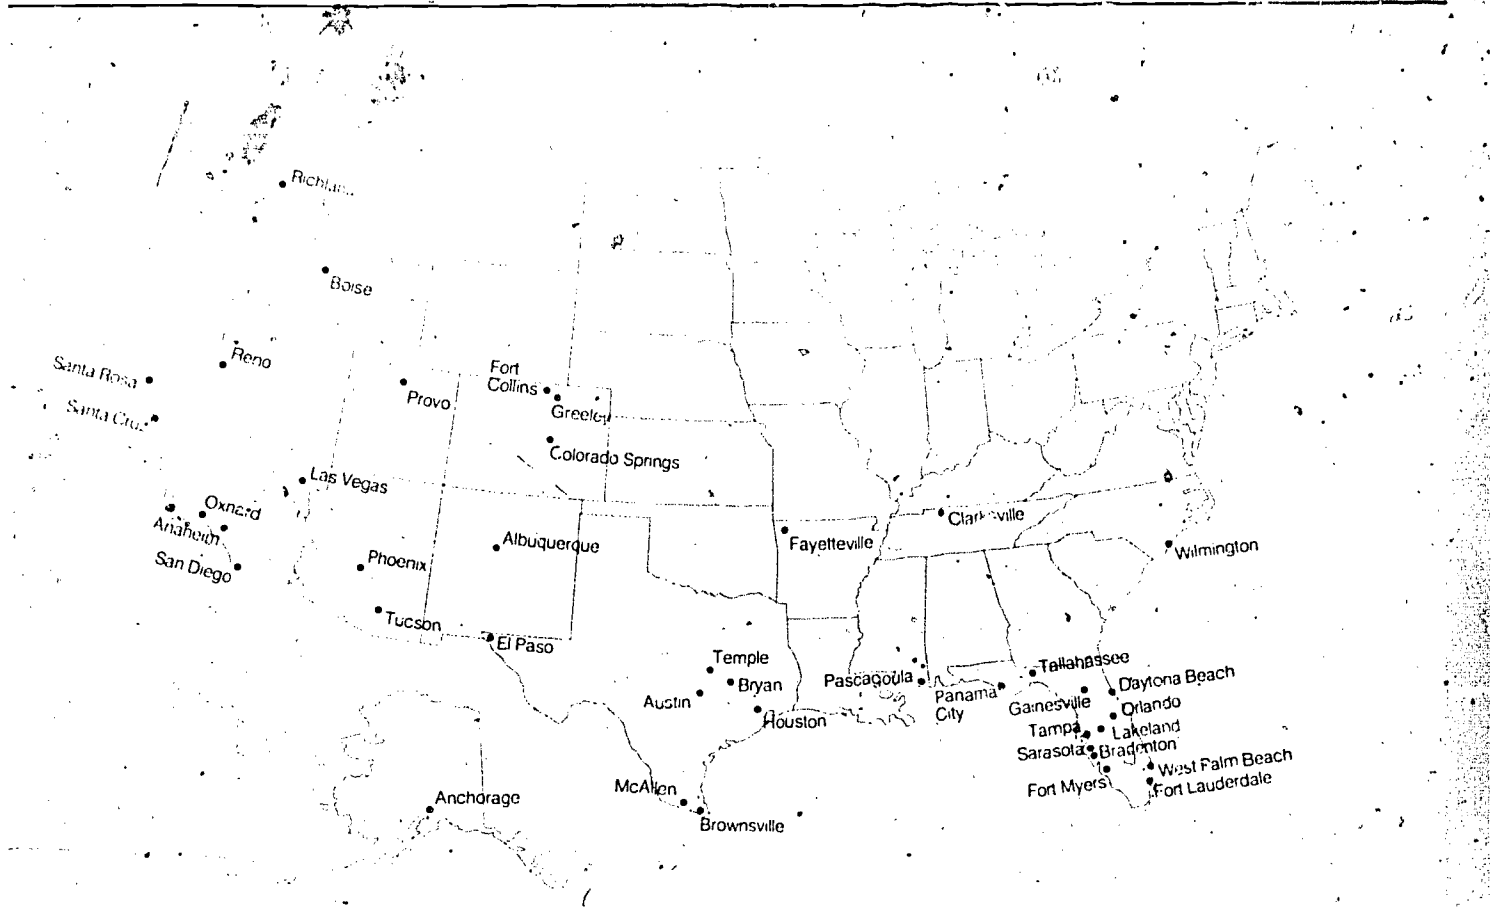 Richland
Boise
Reno
Santa Rosa
Santa Cruz
Provo
Fort
Collins
Greeley
Colorado Springs
Las Vegas
Oxnard
Anaheim
San Diego
Phoenix
Tucson
Albuquerque
El Paso
Fayetteville
Clarksville
Wilmington
Temple
Bryan
Austin
Houston
Pascagoula
Panama
City
Tallahassee
Gainesville
Daytona Beach
Orlando
Tampa
Lakeland
Sarasota
Bradenton
Fort Myers
West Palm Beach
Fort Lauderdale
McAllen
Brownsville
Anchorage